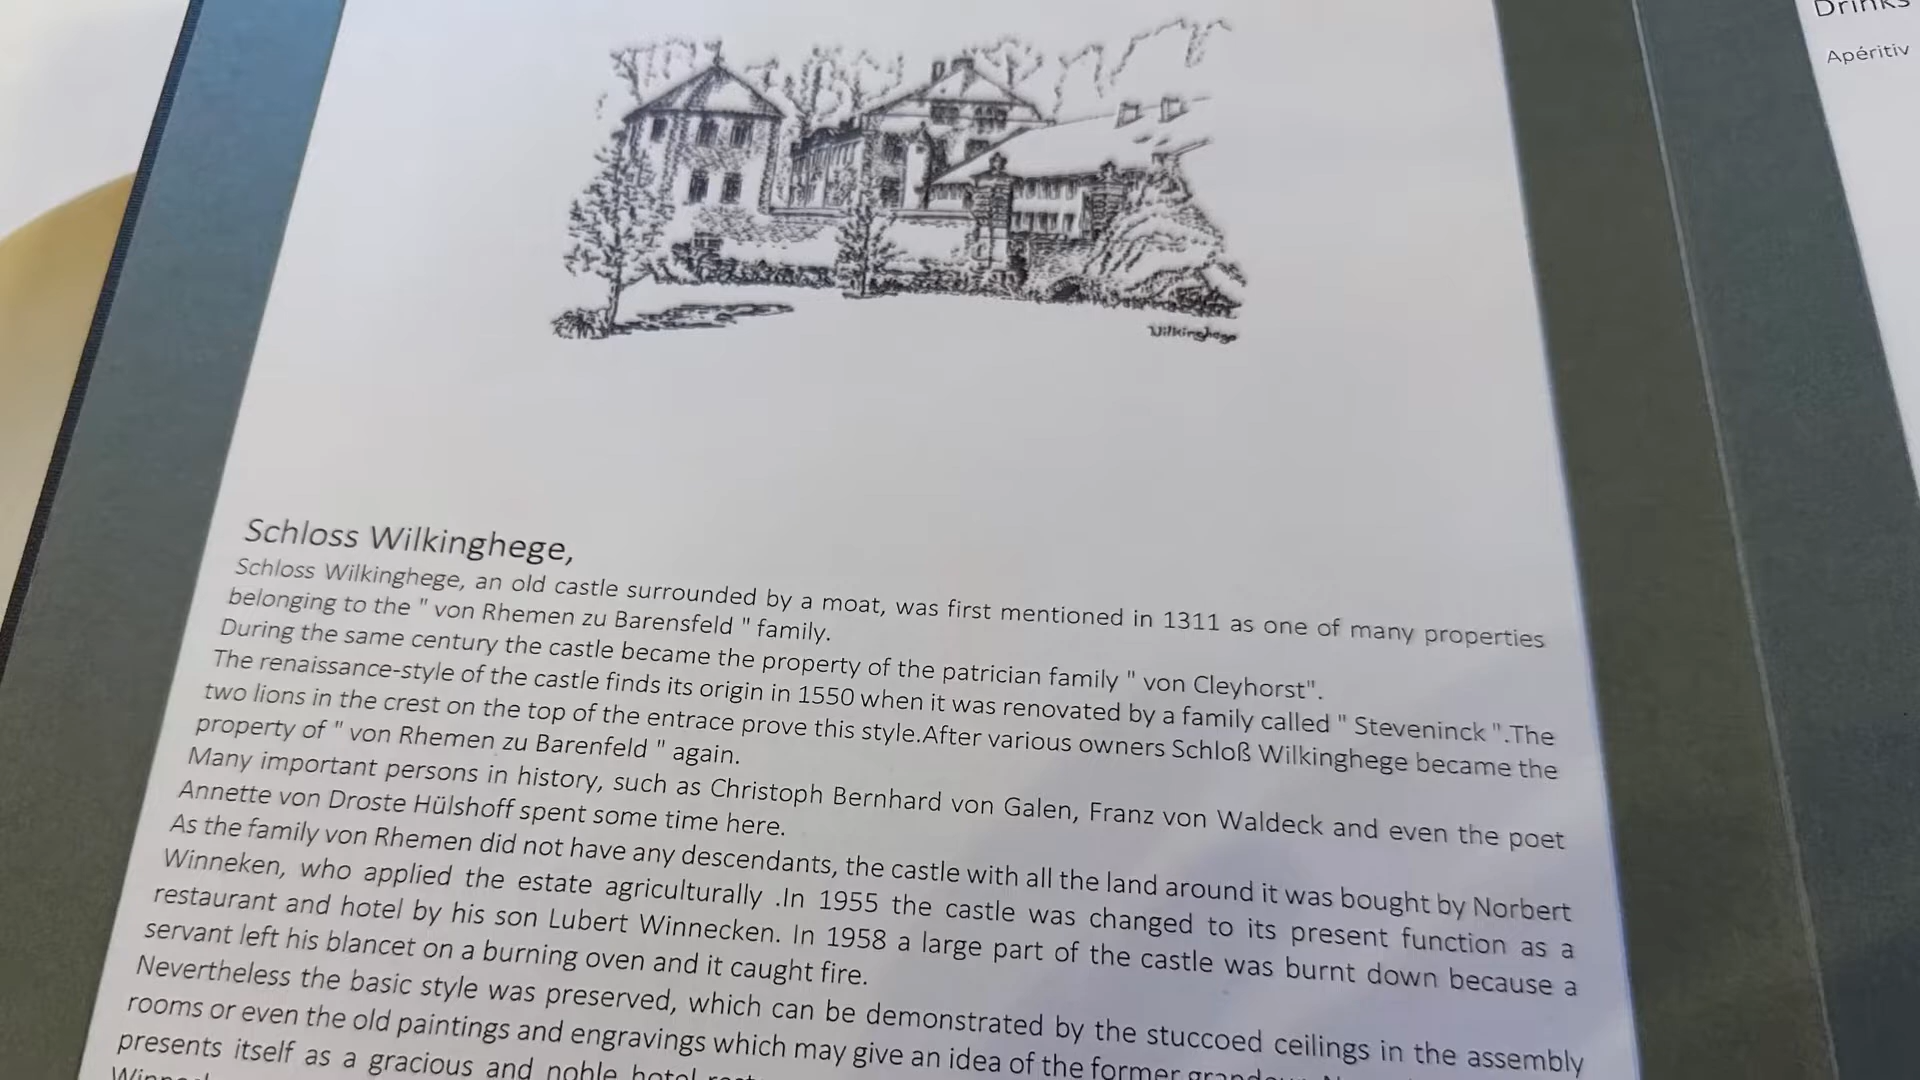 Drinks
Apéritiv
Wilkinghege
Schloss Wilkinghege,
Schloss Wilkinghege, an old castle surrounded by a moat, was first mentioned in 1311 as one of many properties
belonging to the " von Rhemen zu Barensfeld " family.
During the same century the castle became the property of the patrician family " von Cleyhorst".
The renaissance-style of the castle finds its origin in 1550 when it was renovated by a family called " Steveninck ".The
two lions in the crest on the top of the entrace prove this style.After various owners Schloß Wilkinghege became the
property of " von Rhemen zu Barenfeld " again.
Many important persons in history, such as Christoph Bernhard von Galen, Franz von Waldeck and even the poet
Annette von Droste Hülshoff spent some time here.
As the family von Rhemen did not have any descendants, the castle with all the land around it was bought by Norbert
Winneken, who applied the estate agriculturally .In 1955 the castle was changed to its present function as a
restaurant and hotel by his son Lubert Winnecken. In 1958 a large part of the castle was burnt down because a
servant left his blancet on a burning oven and it caught fire.
Nevertheless the basic style was preserved, which can be demonstrated by the stuccoed ceilings in the assembly
rooms or even the old paintings and engravings which may give an idea of the former
presents itself as a gracious and noble hotel